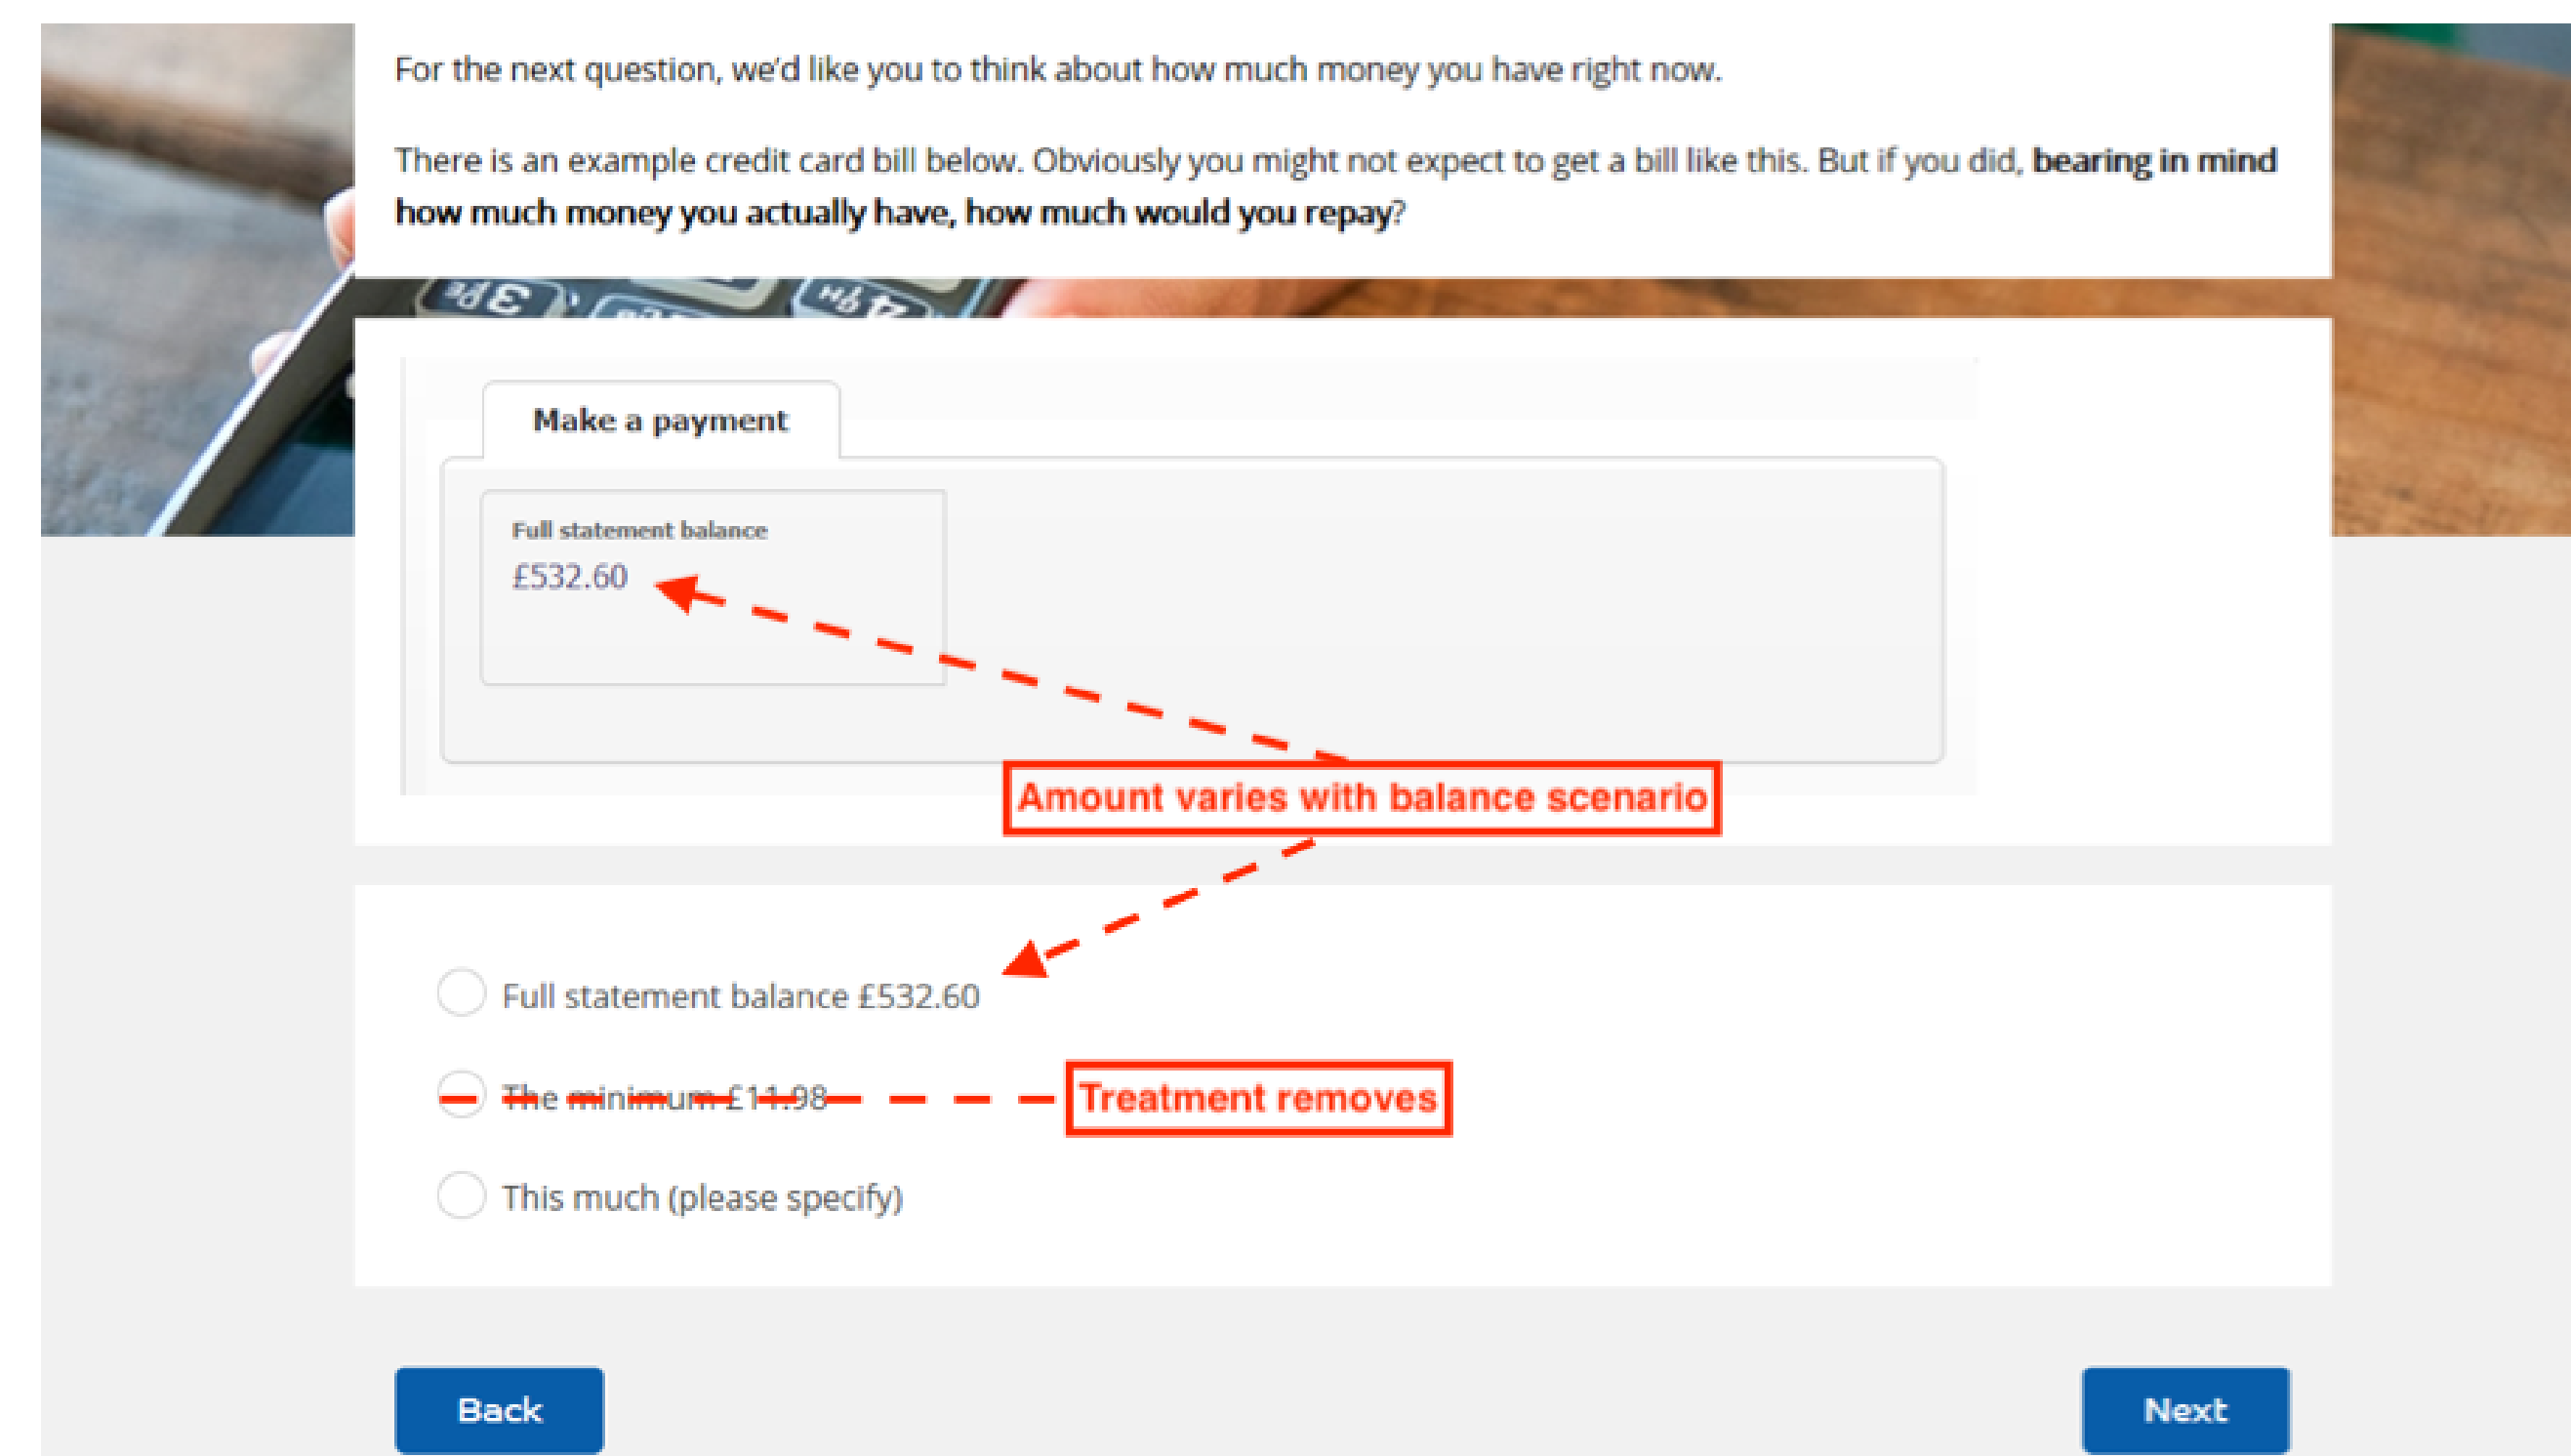 For the next question, we'd like you to think about how much money you have right now.
There is an example credit card bill below. Obviously you might not expect to get a bill like this. But if you did, bearing in mind
how much money you actually have, how much would you repay?
Make a payment
Full statement balance
£532.60
Amount varies with balance scenario
Full statement balance £532.60
The minimum £11.98
Treatment removes
This much (please specify)
Back
Next